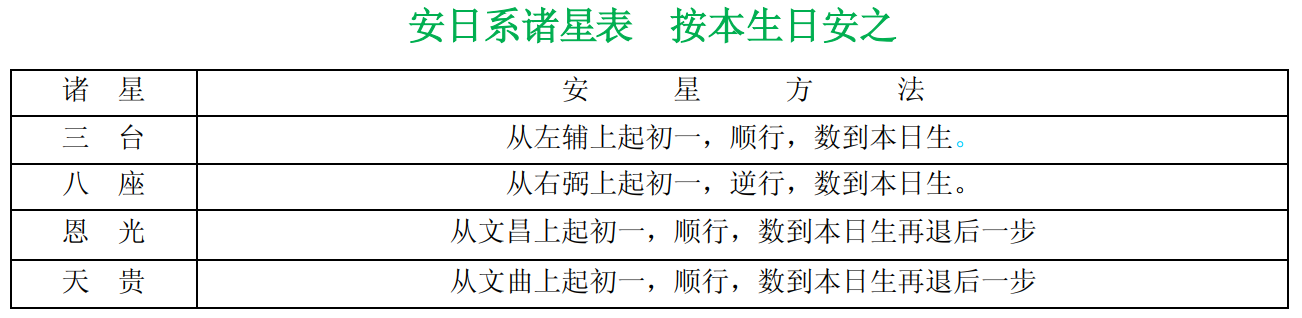 安日系诸星表 按本生日安之
诸 星 安 星 方 法
三 台 从左辅上起初一，顺行，数到本日生。
八 座 从右弼上起初一，逆行，数到本日生。
恩 光 从文昌上起初一，顺行，数到本日生再退后一步
天 贵 从文曲上起初一，顺行，数到本日生再退后一步